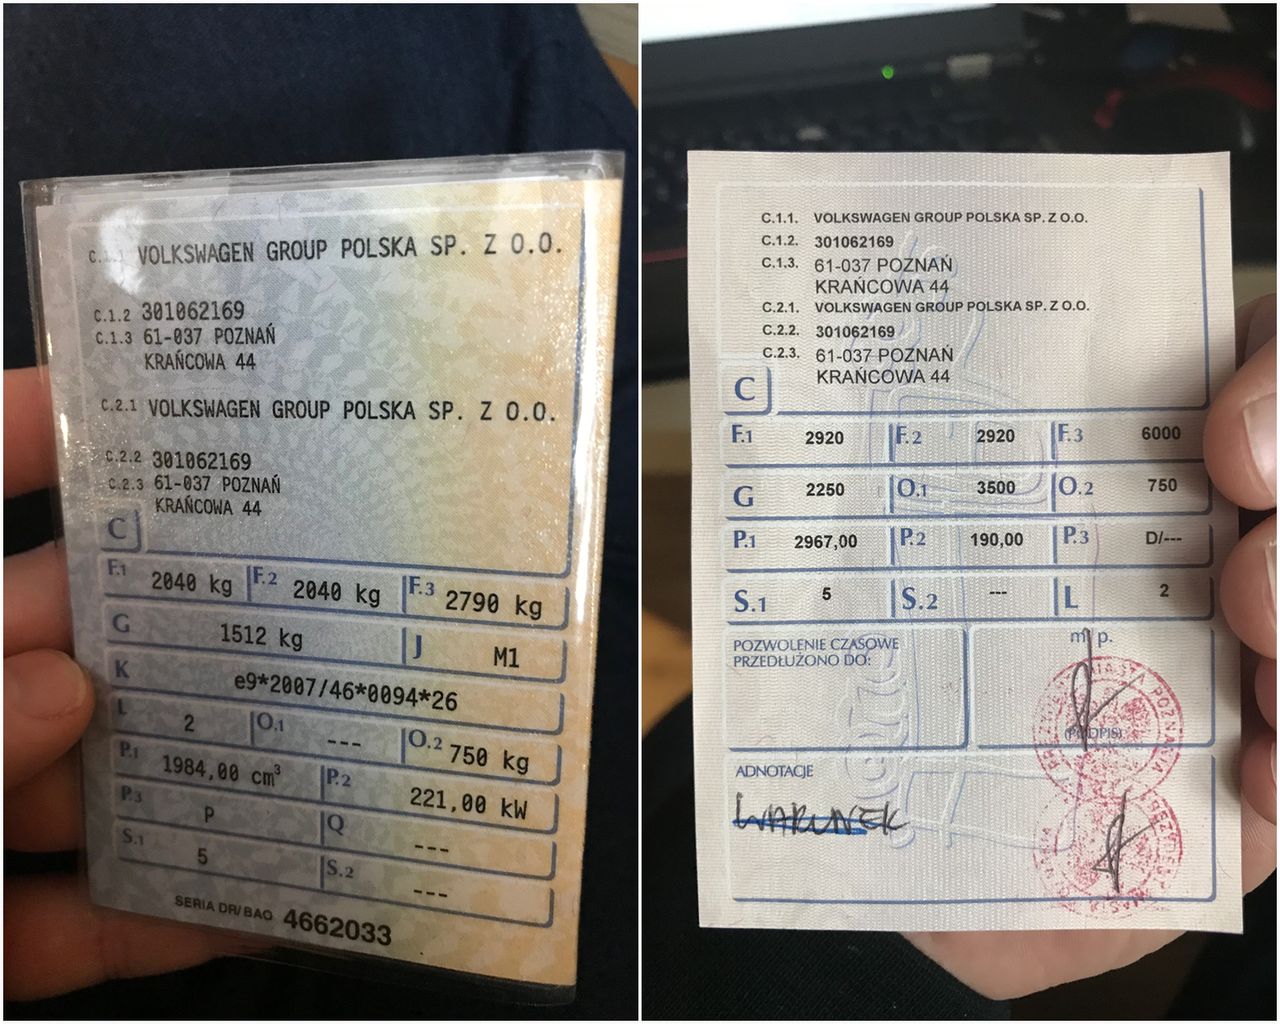 C.1.1 VOLKSWAGEN GROUP POLSKA SP. Z O.O.
C.1.2 301062169
C.1.3 61-037 POZNAŃ
KRAŃCOWA 44
C.2.1 VOLKSWAGEN GROUP POLSKA SP. Z O.O.
C.2.2 301062169
C.2.3 61-037 POZNAŃ
KRAŃCOWA 44
C
F.1 2040 kg F.2 2040 kg F.3 2790 kg
G 1512 kg J M1
K e9*2007/46*0094*26
L 2 O.1 --- O.2 750 kg
P.1 1984,00 cm³ P.2 221,00 kW
P.3 P Q ---
S.1 5 S.2 ---
SERIA DR/BAO 4662033
C.1.1. VOLKSWAGEN GROUP POLSKA SP. Z O.O.
C.1.2. 301062169
C.1.3. 61-037 POZNAŃ
KRAŃCOWA 44
C.2.1. VOLKSWAGEN GROUP POLSKA SP. Z O.O.
C.2.2. 301062169
C.2.3. 61-037 POZNAŃ
KRAŃCOWA 44
C
F.1 2920 F.2 2920 F.3 6000
G 2250 O.1 3500 O.2 750
P.1 2967,00 P.2 190,00 P.3 D/---
S.1 5 S.2 --- L 2
POZWOLENIE CZASOWE
PRZEDŁUŻONO DO:
m. p.
(PODPIS)
ADNOTACJE
WARUNEK